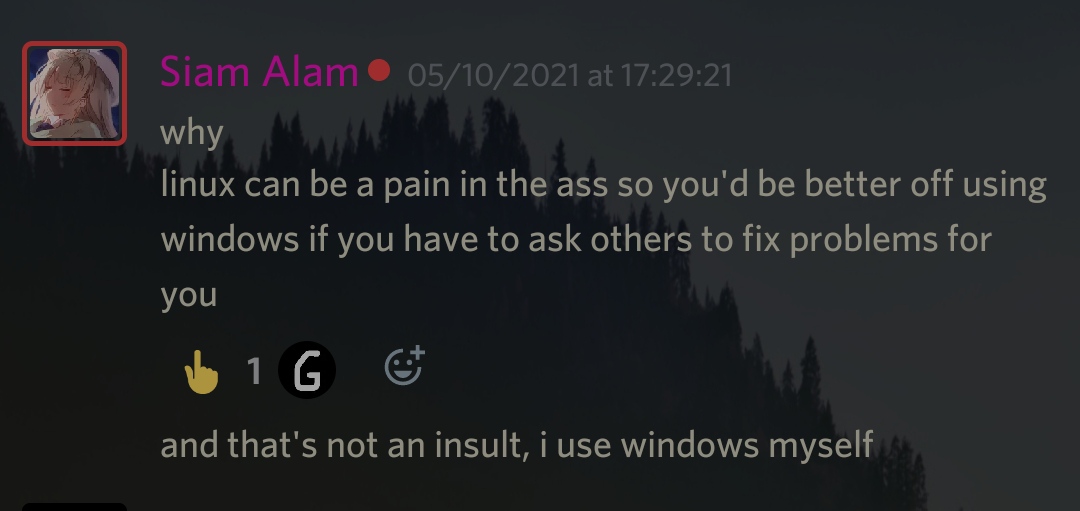 Siam Alam 05/10/2021 at 17:29:21
why
linux can be a pain in the ass so you'd be better off using
windows if you have to ask others to fix problems for
you
1 G
and that's not an insult, i use windows myself